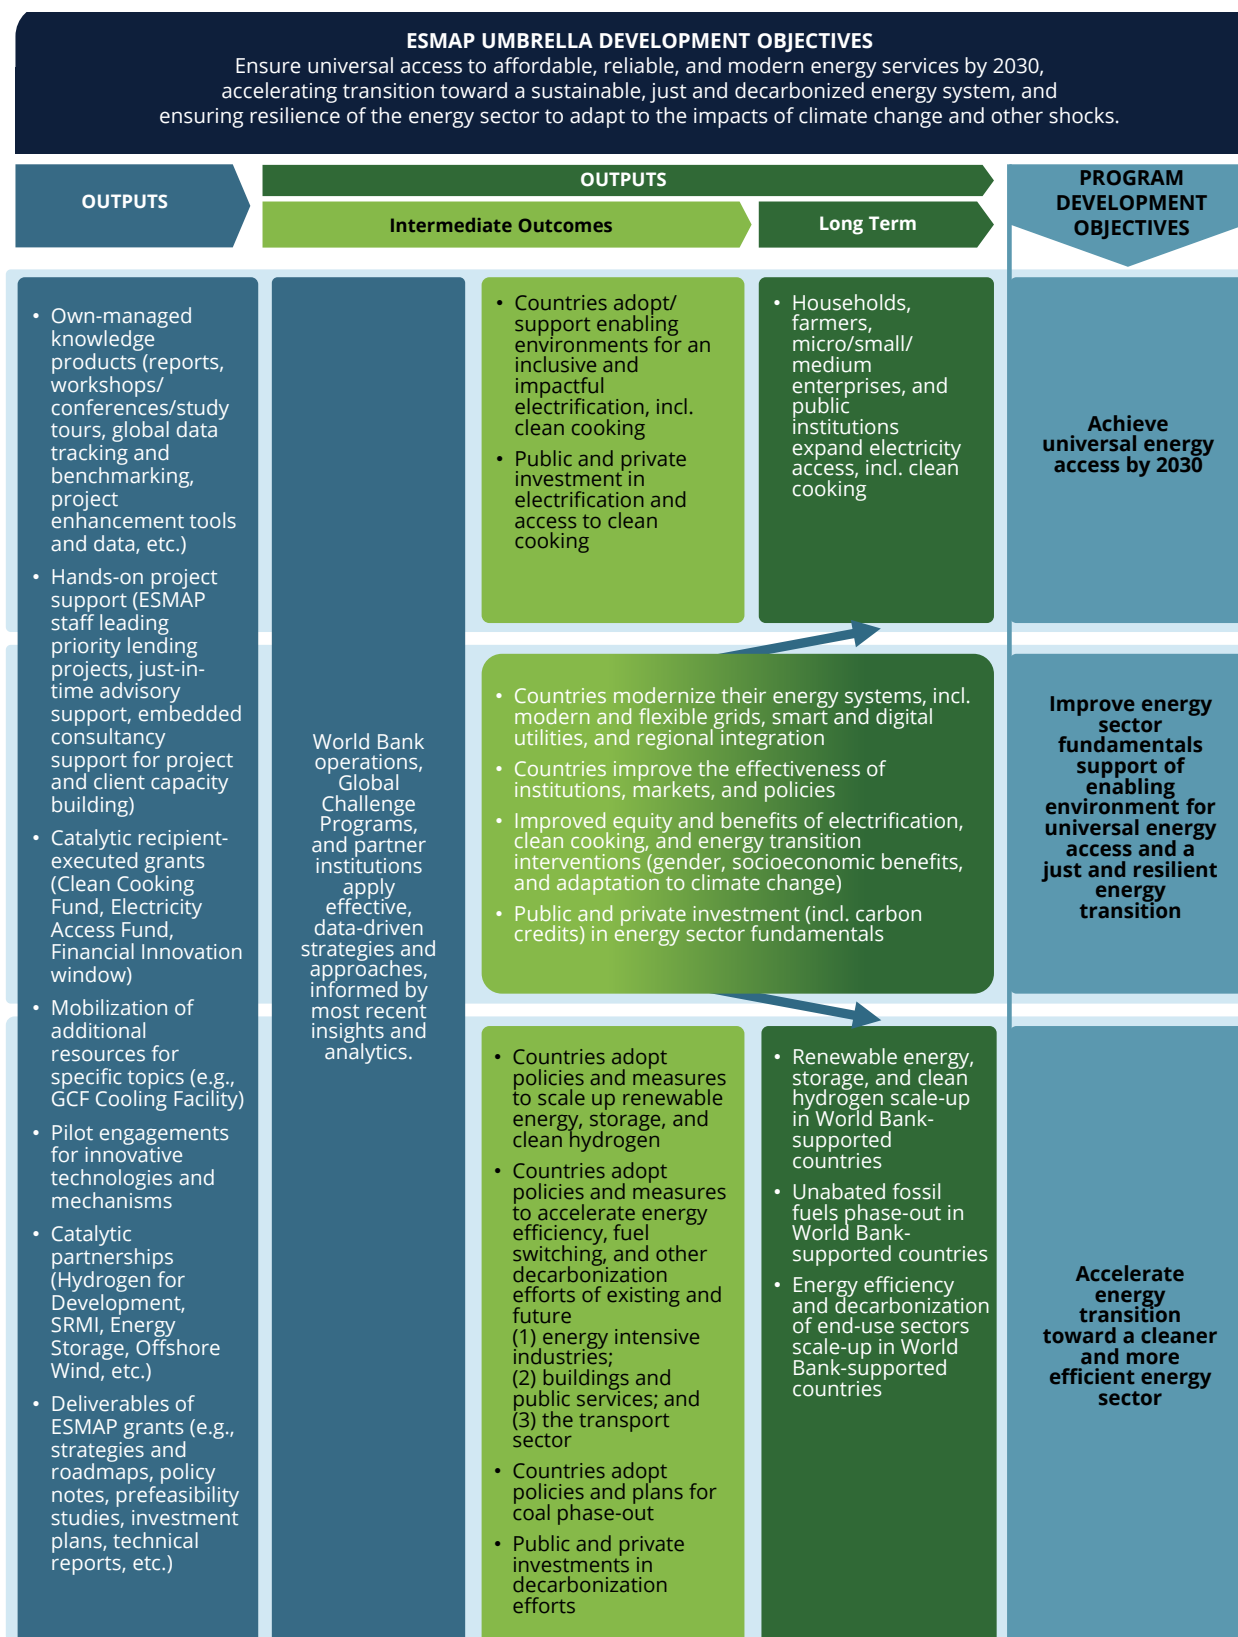 ESMAP UMBRELLA DEVELOPMENT OBJECTIVES
Ensure universal access to affordable, reliable, and modern energy services by 2030,
accelerating transition toward a sustainable, just and decarbonized energy system, and
ensuring resilience of the energy sector to adapt to the impacts of climate change and other shocks.
OUTPUTS
OUTPUTS
Intermediate Outcomes
Long Term
PROGRAM
DEVELOPMENT
OBJECTIVES
• Own-managed
knowledge
products (reports,
workshops/
conferences/study
tours, global data
tracking and
benchmarking,
project
enhancement tools
and data, etc.)
• Hands-on project
support (ESMAP
staff leading
priority lending
projects, just-in-
time advisory
support, embedded
consultancy
support for project
and client capacity
building)
• Catalytic recipient-
executed grants
(Clean Cooking
Fund, Electricity
Access Fund,
Financial Innovation
window)
• Mobilization of
additional
resources for
specific topics (e.g.,
GCF Cooling Facility)
• Pilot engagements
for innovative
technologies and
mechanisms
• Catalytic
partnerships
(Hydrogen for
Development,
SRMI, Energy
Storage, Offshore
Wind, etc.)
• Deliverables of
ESMAP grants (e.g.,
strategies and
roadmaps, policy
notes, prefeasibility
studies, investment
plans, technical
reports, etc.)
World Bank
operations,
Global
Challenge
Programs,
and partner
institutions
apply
effective,
data-driven
strategies and
approaches,
informed by
most recent
insights and
analytics.
• Countries adopt/
support enabling
environments for an
inclusive and
impactful
electrification, incl.
clean cooking
• Public and private
investment in
electrification and
access to clean
cooking
• Households,
farmers,
micro/small/
medium
enterprises, and
public
institutions
expand electricity
access, incl. clean
cooking
Achieve
universal energy
access by 2030
• Countries modernize their energy systems, incl.
modern and flexible grids, smart and digital
utilities, and regional integration
• Countries improve the effectiveness of
institutions, markets, and policies
• Improved equity and benefits of electrification,
clean cooking, and energy transition
interventions (gender, socioeconomic benefits,
and adaptation to climate change)
• Public and private investment (incl. carbon
credits) in energy sector fundamentals
Improve energy
sector
fundamentals
support of
enabling
environment for
universal energy
access and a
just and resilient
energy
transition
• Countries adopt
policies and measures
to scale up renewable
energy, storage, and
clean hydrogen
• Countries adopt
policies and measures
to accelerate energy
efficiency, fuel
switching, and other
decarbonization
efforts of existing and
future
(1) energy intensive
industries;
(2) buildings and
public services; and
(3) the transport
sector
• Countries adopt
policies and plans for
coal phase-out
• Public and private
investments in
decarbonization
efforts
• Renewable energy,
storage, and clean
hydrogen scale-up
in World Bank-
supported
countries
• Unabated fossil
fuels phase-out in
World Bank-
supported countries
• Energy efficiency
and decarbonization
of end-use sectors
scale-up in World
Bank-supported
countries
Accelerate
energy
transition
toward a cleaner
and more
efficient energy
sector